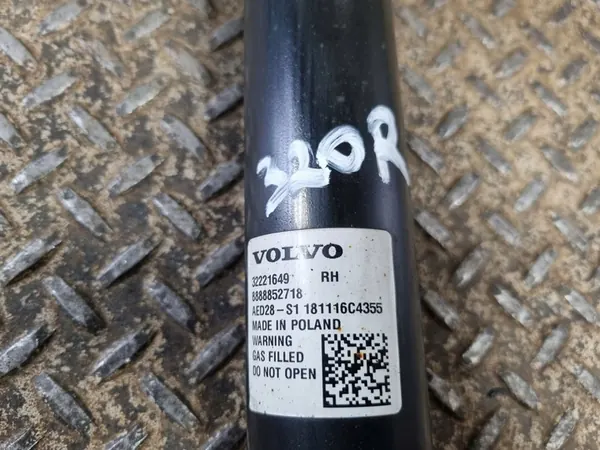 320R
VOLVO
32221649 RH
8888852718
AED28-S1 181116C4355
MADE IN POLAND
WARNING
GAS FILLED
DO NOT OPEN